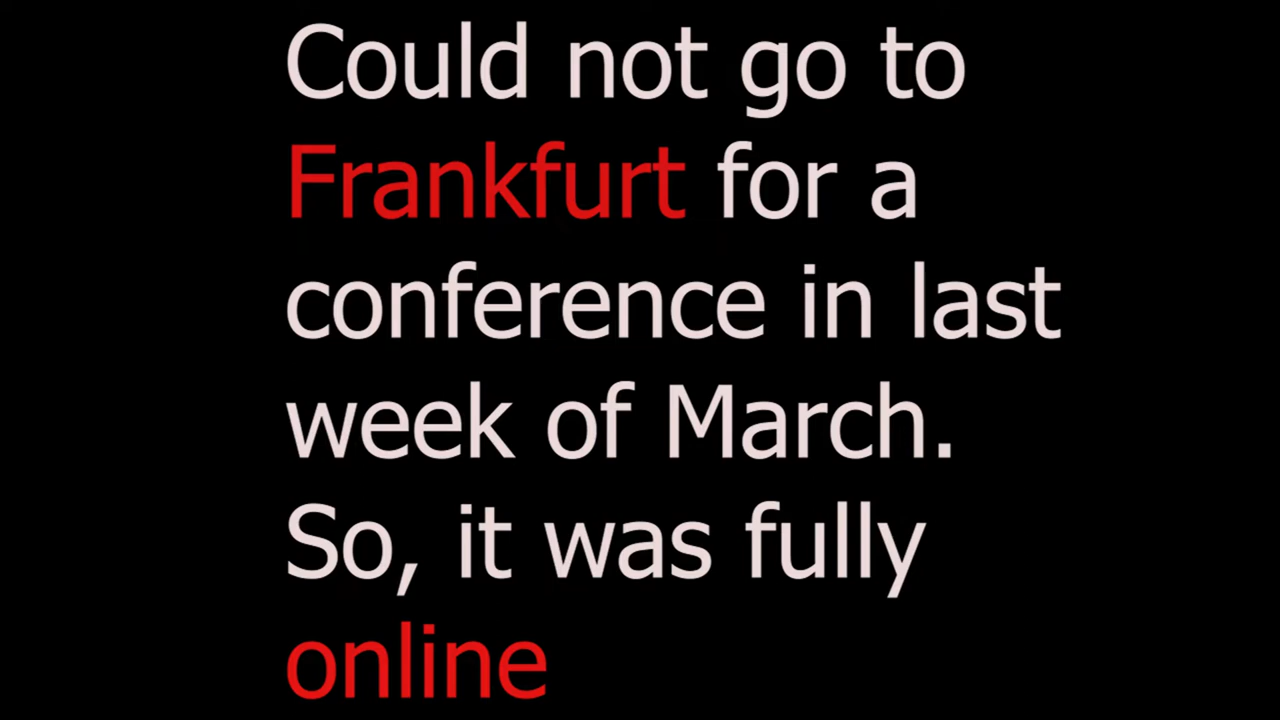 Could not go to
Frankfurt for a
conference in last
week of March.
So, it was fully
online